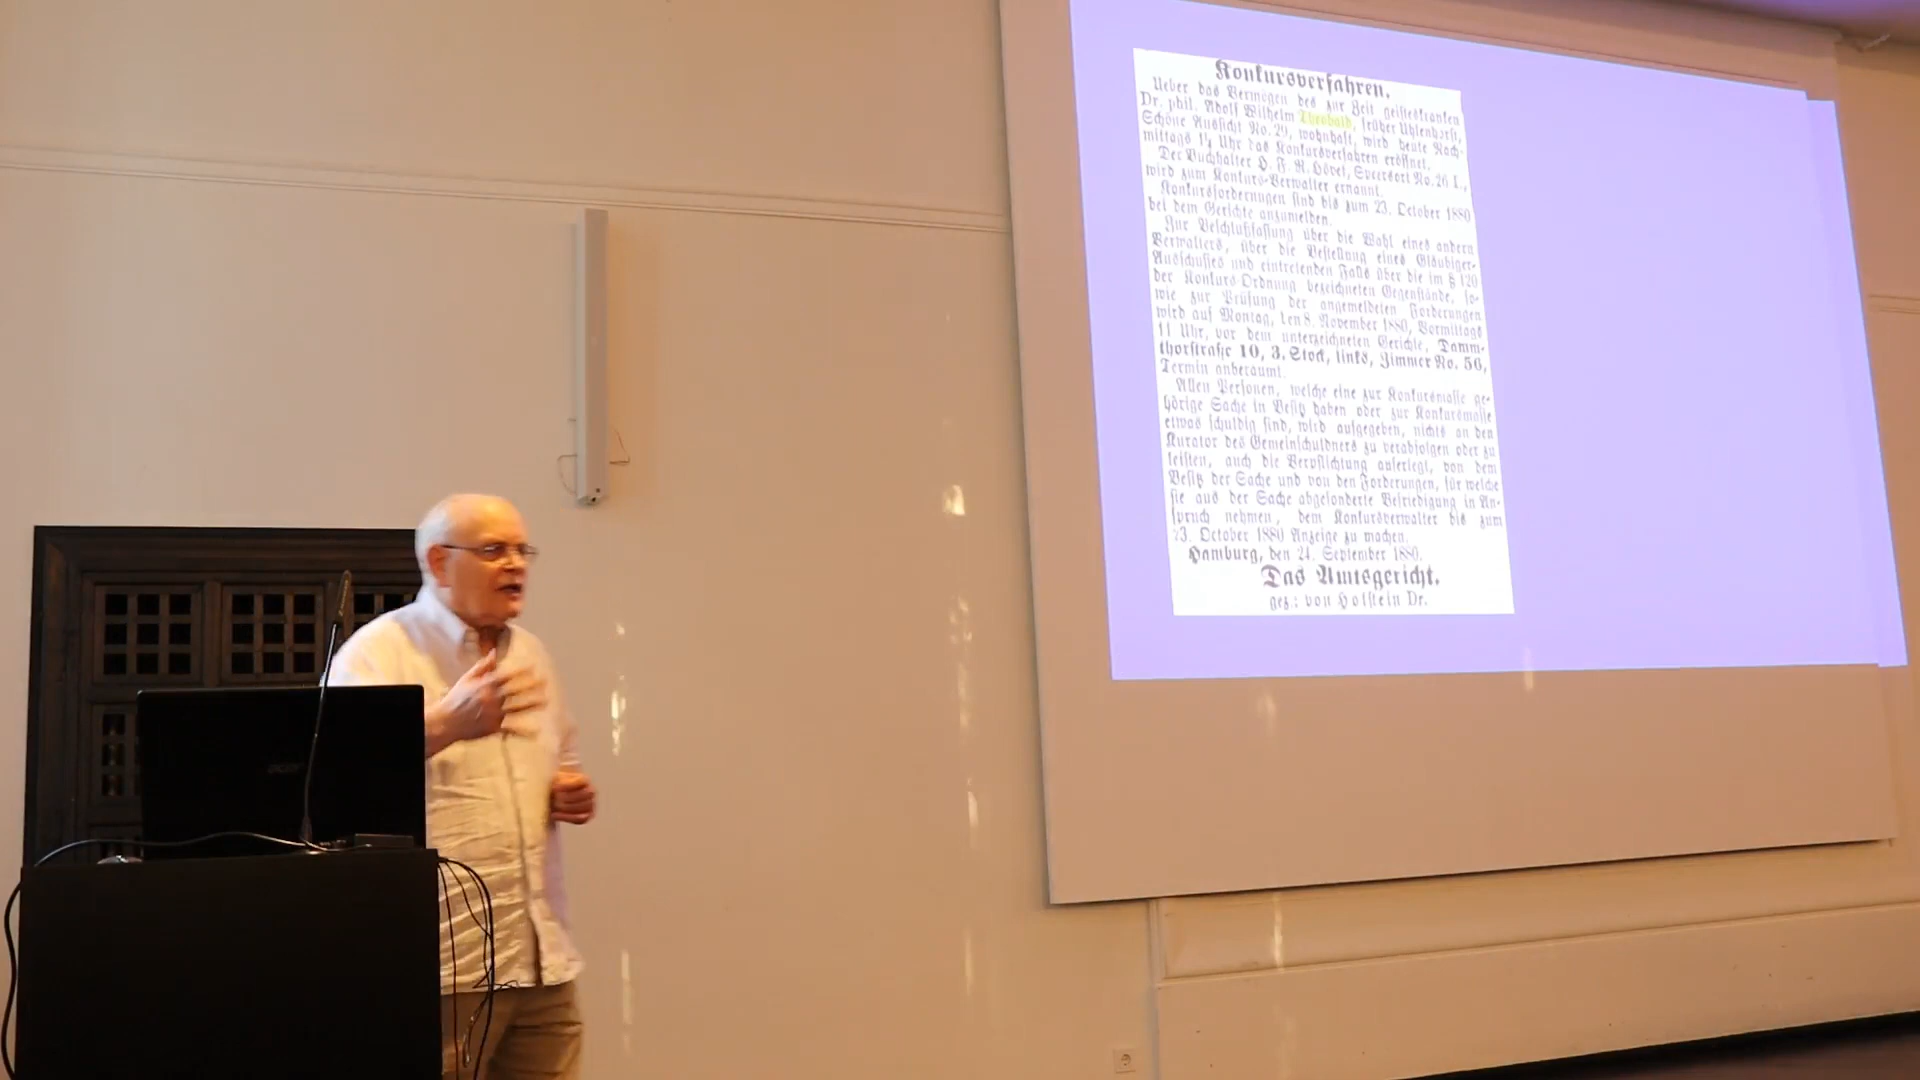 Konkursverfahren.
Ueber das Vermögen des zur Zeit geisteskranken
Dr. phil. Adolf Wilhelm Theobald, früher Uhlenhorst,
Schöne Aussicht No. 29, wohnhaft, wird heute Nach-
mittags 1½ Uhr das Konkursverfahren eröffnet.
Der Buchhalter H. F. R. Hövel, Speersort No. 26 I.,
wird zum Konkurs-Verwalter ernannt.
Konkursforderungen sind bis zum 23. October 1880
bei dem Gerichte anzumelden.
Zur Beschlußfassung über die Wahl eines andern
Verwalters, über die Bestellung eines Gläubiger-
Ausschusses und eintretenden Falls über die im § 120
der Konkurs-Ordnung bezeichneten Gegenstände, so-
wie zur Prüfung der angemeldeten Forderungen
wird auf Montag, den 8. November 1880, Vormittags
11 Uhr, vor dem unterzeichneten Gerichte, Damm-
thorstraße 10, 3. Stock, links, Zimmer No. 56,
Termin anberaumt.
Allen Personen, welche eine zur Konkursmasse ge-
hörige Sache in Besitz haben oder zur Konkursmasse
etwas schuldig sind, wird aufgegeben, nichts an den
Kurator des Gemeinschuldners zu verabfolgen oder zu
leisten, auch die Verpflichtung auferlegt, von dem
Besitz der Sache und von den Forderungen, für welche
sie aus der Sache abgesonderte Befriedigung in An-
spruch nehmen, dem Konkursverwalter bis zum
23. October 1880 Anzeige zu machen.
Hamburg, den 24. September 1880.
Das Amtsgericht.
gez.: von Holstein Dr.
acer